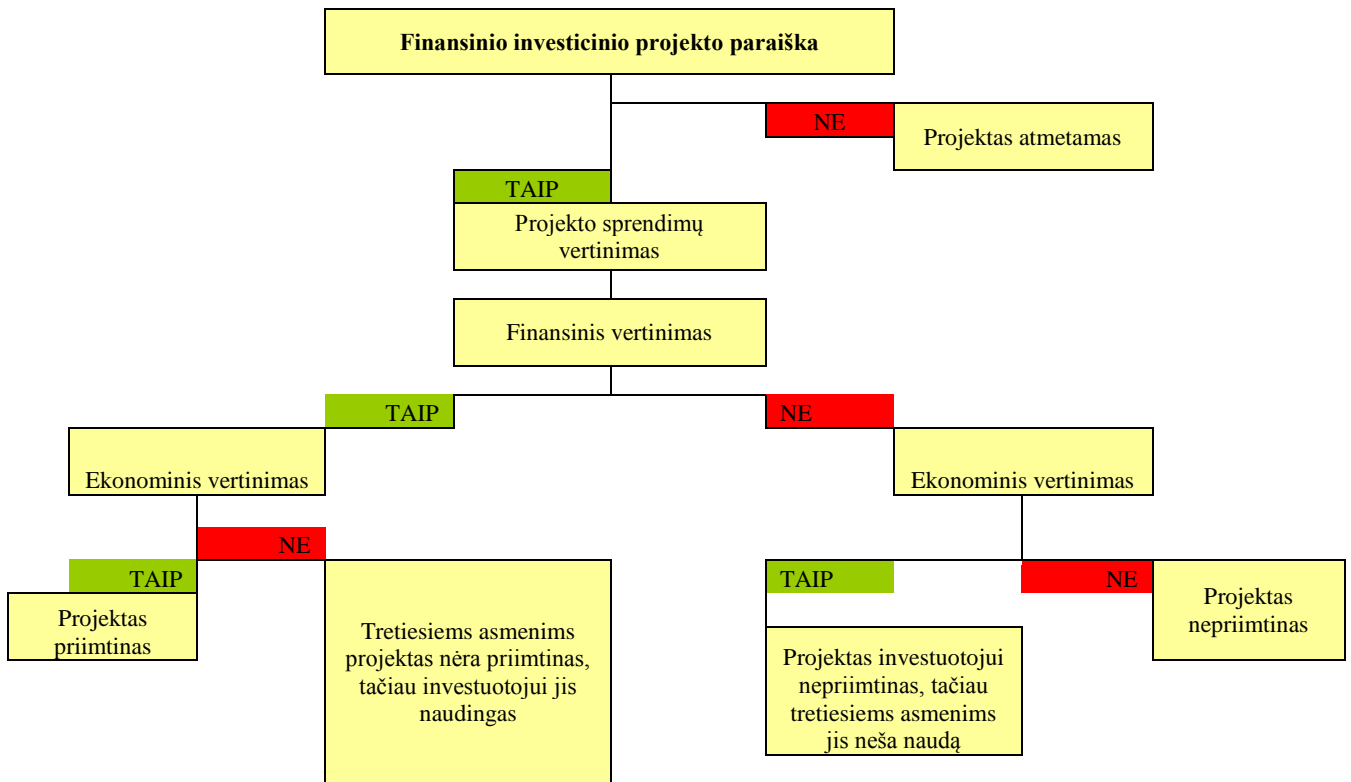 Finansinio investicinio projekto paraiška
NE
Projektas atmetamas
TAIP
Projekto sprendimų
vertinimas
Finansinis vertinimas
TAIP
NE
Ekonominis vertinimas
Ekonominis vertinimas
NE
TAIP
Projektas
priimtinas
Tretiesiems asmenims
projektas nėra priimtinas,
tačiau investuotojui jis
naudingas
TAIP
NE
Projektas investuotojui
nepriimtinas, tačiau
tretiesiems asmenims
jis neša naudą
Projektas
nepriimtinas